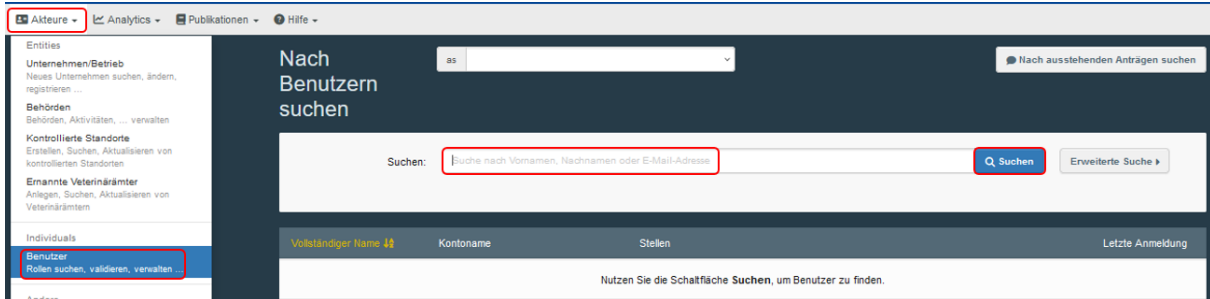 Akteure Analytics Publikationen Hilfe
Entities
Unternehmen/Betrieb
Neues Unternehmen suchen, ändern,
registrieren ...
Behörden
Behörden, Aktivitäten, ... verwalten
Kontrollierte Standorte
Erstellen, Suchen, Aktualisieren von
kontrollierten Standorten
Ernannte Veterinärämter
Anlegen, Suchen, Aktualisieren von
Veterinärämtern
Individuals
Benutzer
Rollen suchen, validieren, verwalten ...
Andere
Nach
Benutzern
suchen
as
Nach ausstehenden Anträgen suchen
Suchen: Suche nach Vornamen, Nachnamen oder E-Mail-Adresse Suchen Erweiterte Suche
Vollständiger Name Kontoname Stellen Letzte Anmeldung
Nutzen Sie die Schaltfläche Suchen, um Benutzer zu finden.